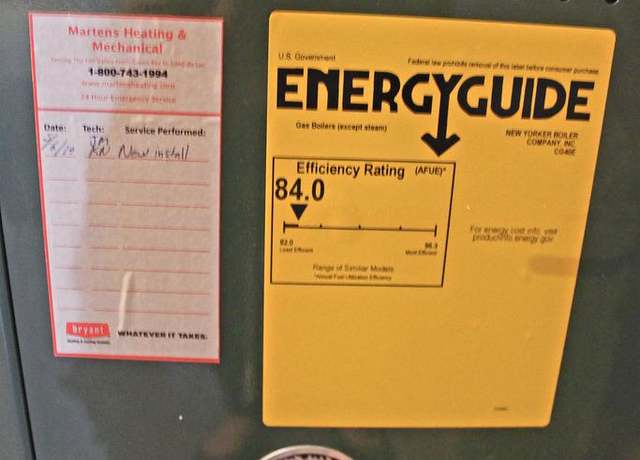 Martens Heating &
Mechanical
1-800-743-1994
www.martensheating.com
24 Hour Emergency Service
Date: Tech: Service Performed:
New install
bryant
WHATEVER IT TAKES.
U.S. Government
Federal law prohibits removal of this label before consumer purchase
ENERGYGUIDE
Gas Boilers (except steam)
NEW YORKER BOILER
COMPANY, INC.
CG40E
Efficiency Rating (AFUE)*
84.0
82.0
Least Efficient
96.3
Most Efficient
Range of Similar Models
*Annual Fuel Utilization Efficiency
For energy cost info, visit
productinfo.energy.gov